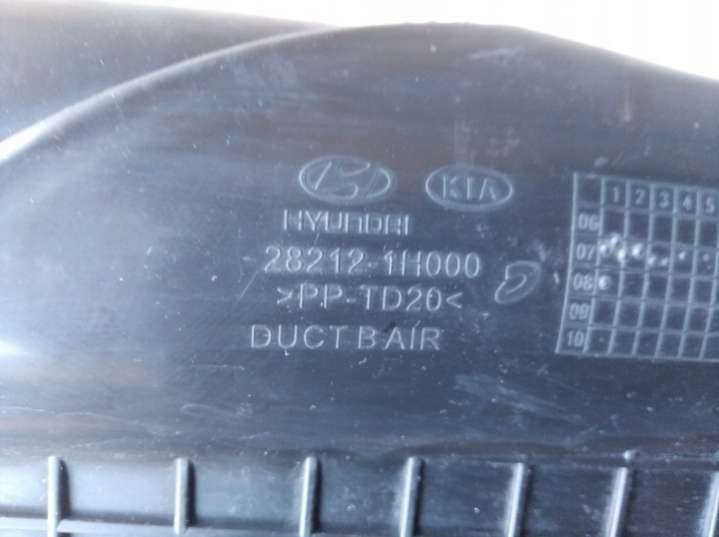 KIA
HYUNDAI
28212-1H000
>PP-TD20<
DUCT B AIR
1 2 3 4 5
06
07
08
09
10